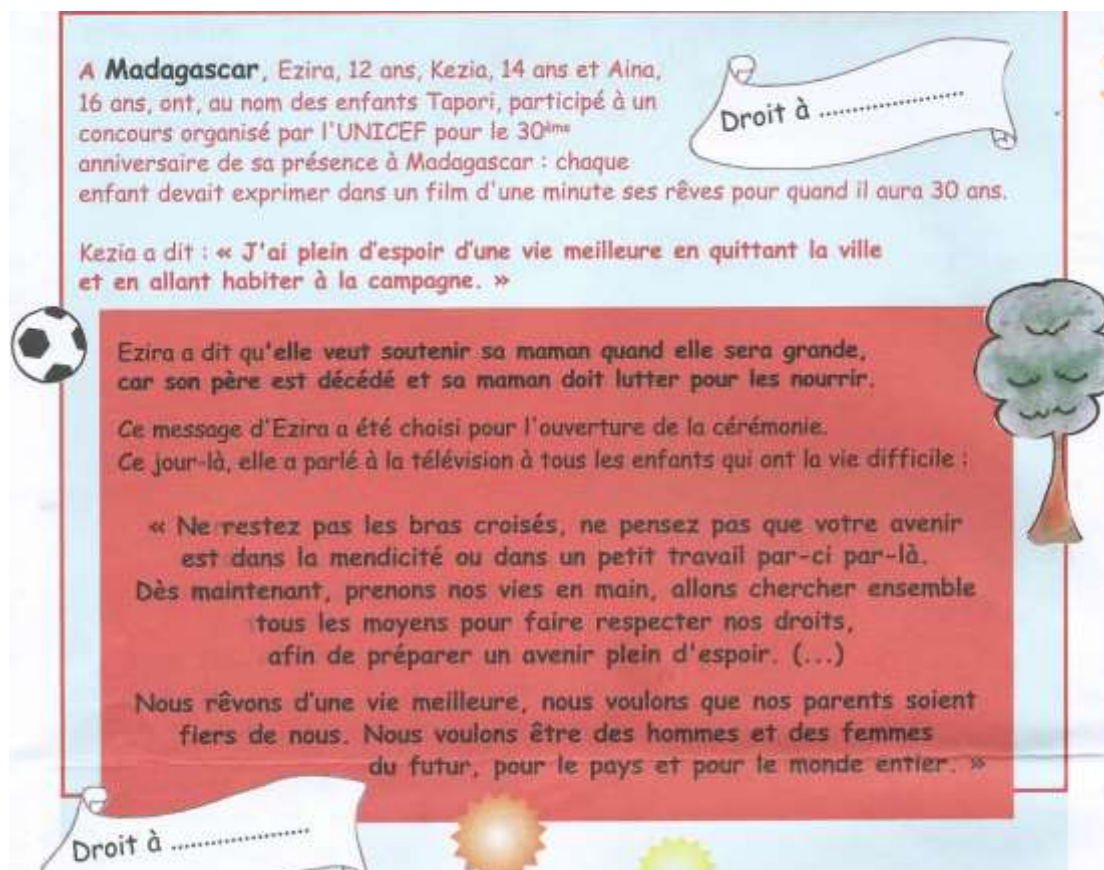 A Madagascar, Ezira, 12 ans, Kezia, 14 ans et Aina,
16 ans, ont, au nom des enfants Tapori, participé à un
concours organisé par l'UNICEF pour le 30ème
anniversaire de sa présence à Madagascar : chaque
enfant devait exprimer dans un film d'une minute ses rêves pour quand il aura 30 ans.
Droit à ......................
Kezia a dit : « J'ai plein d'espoir d'une vie meilleure en quittant la ville
et en allant habiter à la campagne. »
Ezira a dit qu'elle veut soutenir sa maman quand elle sera grande,
car son père est décédé et sa maman doit lutter pour les nourrir.
Ce message d'Ezira a été choisi pour l'ouverture de la cérémonie.
Ce jour-là, elle a parlé à la télévision à tous les enfants qui ont la vie difficile :
« Ne restez pas les bras croisés, ne pensez pas que votre avenir
est dans la mendicité ou dans un petit travail par-ci par-là.
Dès maintenant, prenons nos vies en main, allons chercher ensemble
tous les moyens pour faire respecter nos droits,
afin de préparer un avenir plein d'espoir. (...)
Nous rêvons d'une vie meilleure, nous voulons que nos parents soient
fiers de nous. Nous voulons être des hommes et des femmes
du futur, pour le pays et pour le monde entier. »
Droit à ......................